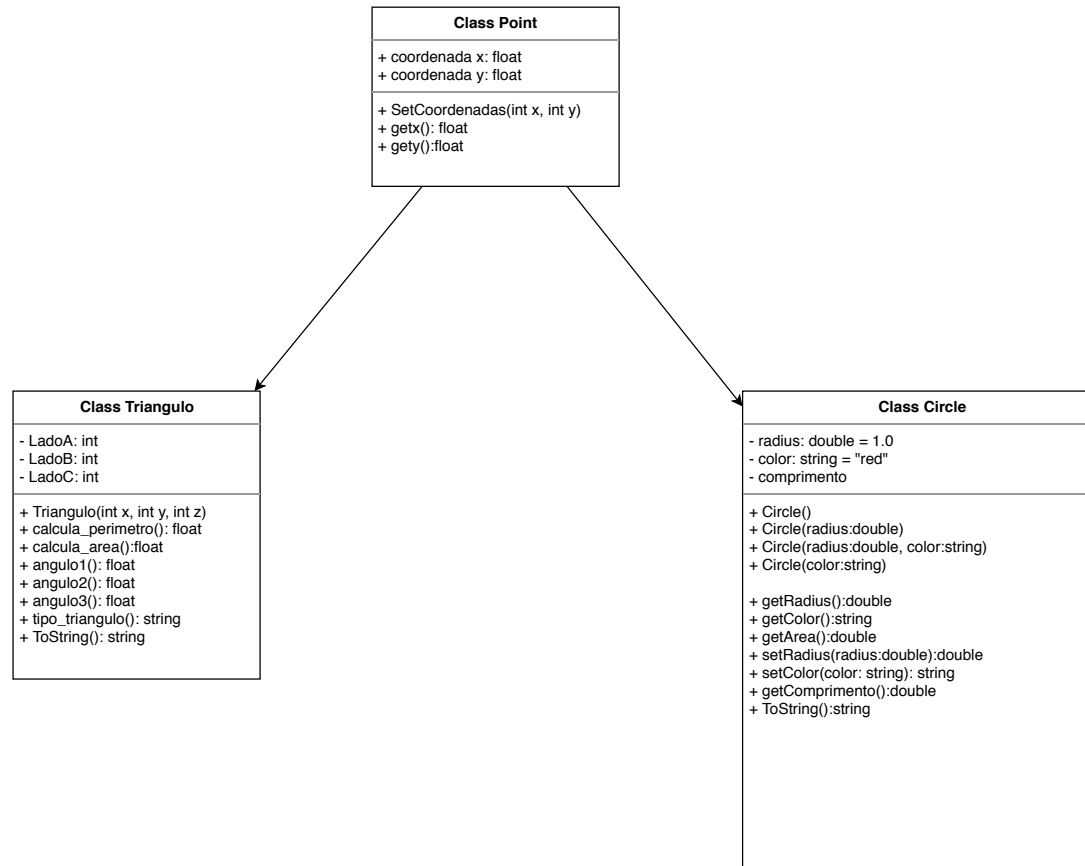 Class Point
+ coordenada x: float
+ coordenada y: float
+ SetCoordenadas(int x, int y)
+ getx(): float
+ gety():float
Class Triangulo
- LadoA: int
- LadoB: int
- LadoC: int
+ Triangulo(int x, int y, int z)
+ calcula_perimetro(): float
+ calcula_area():float
+ angulo1(): float
+ angulo2(): float
+ angulo3(): float
+ tipo_triangulo(): string
+ ToString(): string
Class Circle
- radius: double = 1.0
- color: string = "red"
- comprimento
+ Circle()
+ Circle(radius:double)
+ Circle(radius:double, color:string)
+ Circle(color:string)
+ getRadius():double
+ getColor():string
+ getArea():double
+ setRadius(radius:double):double
+ setColor(color: string): string
+ getComprimento():double
+ ToString():string